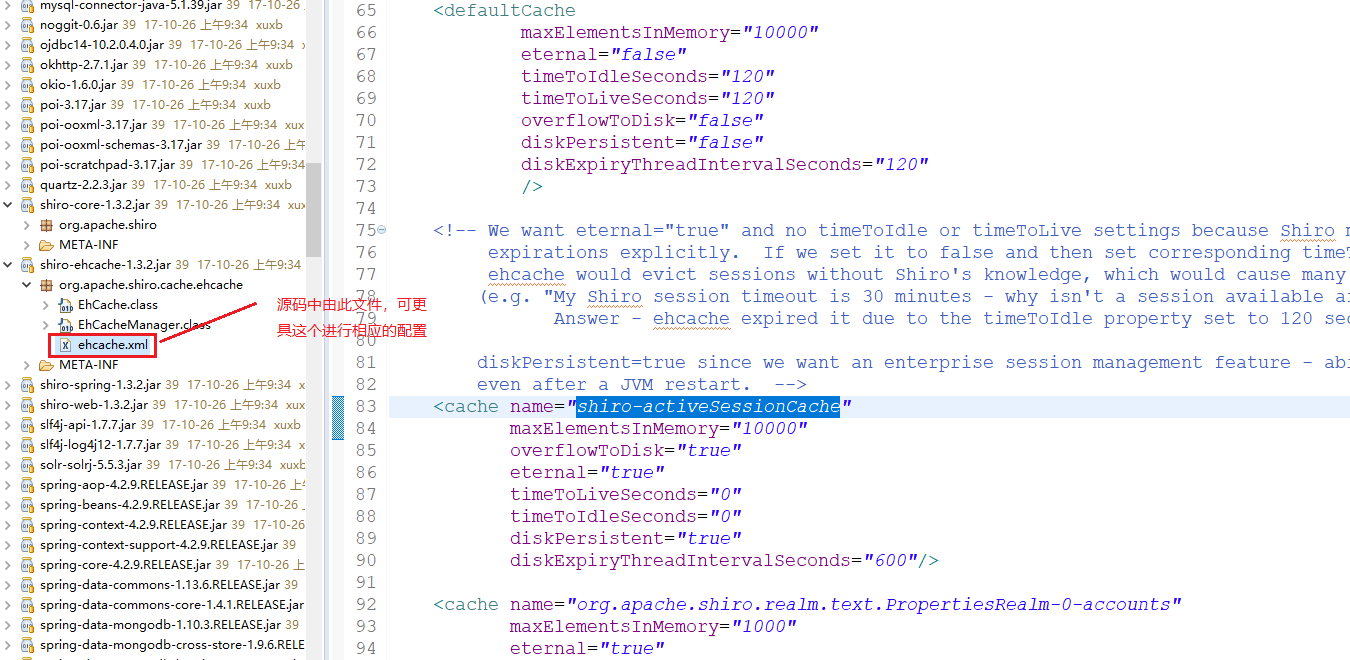 mysql-connector-java-5.1.39.jar 39 17-10-26 上午9:34
noggit-0.6.jar 39 17-10-26 上午9:34 xuxb
ojdbc14-10.2.0.4.0.jar 39 17-10-26 上午9:34
okhttp-2.7.1.jar 39 17-10-26 上午9:34 xuxb
okio-1.6.0.jar 39 17-10-26 上午9:34 xuxb
poi-3.17.jar 39 17-10-26 上午9:34 xuxb
poi-ooxml-3.17.jar 39 17-10-26 上午9:34 xux
poi-ooxml-schemas-3.17.jar 39 17-10-26 上午
poi-scratchpad-3.17.jar 39 17-10-26 上午9:34
quartz-2.2.3.jar 39 17-10-26 上午9:34 xuxb
shiro-core-1.3.2.jar 39 17-10-26 上午9:34 xux
org.apache.shiro
META-INF
shiro-ehcache-1.3.2.jar 39 17-10-26 上午9:34
org.apache.shiro.cache.ehcache
EhCache.class
EhCacheManager.class
ehcache.xml
META-INF
shiro-spring-1.3.2.jar 39 17-10-26 上午9:34 x
shiro-web-1.3.2.jar 39 17-10-26 上午9:34 xux
slf4j-api-1.7.7.jar 39 17-10-26 上午9:34 xuxb
slf4j-log4j12-1.7.7.jar 39 17-10-26 上午9:34 x
solr-solrj-5.5.3.jar 39 17-10-26 上午9:34 xuxb
spring-aop-4.2.9.RELEASE.jar 39 17-10-26 上午
spring-beans-4.2.9.RELEASE.jar 39 17-10-26
spring-context-4.2.9.RELEASE.jar 39 17-10-26
spring-context-support-4.2.9.RELEASE.jar 39
spring-core-4.2.9.RELEASE.jar 39 17-10-26 上
spring-data-commons-1.13.6.RELEASE.jar 39
spring-data-commons-core-1.4.1.RELEASE.jar
spring-data-mongodb-1.10.3.RELEASE.jar 39
spring-data-mongodb-cross-store-1.9.6.RELE
源码中由此文件，可更
具这个进行相应的配置
65 <defaultCache
66 maxElementsInMemory="10000"
67 eternal="false"
68 timeToIdleSeconds="120"
69 timeToLiveSeconds="120"
70 overflowToDisk="false"
71 diskPersistent="false"
72 diskExpiryThreadIntervalSeconds="120"
73 />
74
75 <!-- We want eternal="true" and no timeToIdle or timeToLive settings because Shiro
76 expirations explicitly. If we set it to false and then set corresponding
77 ehcache would evict sessions without Shiro's knowledge, which would cause many
78 (e.g. "My Shiro session timeout is 30 minutes - why isn't a session available
79 Answer - ehcache expired it due to the timeToIdle property set to 120
80
81 diskPersistent=true since we want an enterprise session management feature -
82 even after a JVM restart. -->
83 <cache name="shiro-activeSessionCache"
84 maxElementsInMemory="10000"
85 overflowToDisk="true"
86 eternal="true"
87 timeToLiveSeconds="0"
88 timeToIdleSeconds="0"
89 diskPersistent="true"
90 diskExpiryThreadIntervalSeconds="600"/>
91
92 <cache name="org.apache.shiro.realm.text.PropertiesRealm-0-accounts"
93 maxElementsInMemory="1000"
94 eternal="true"